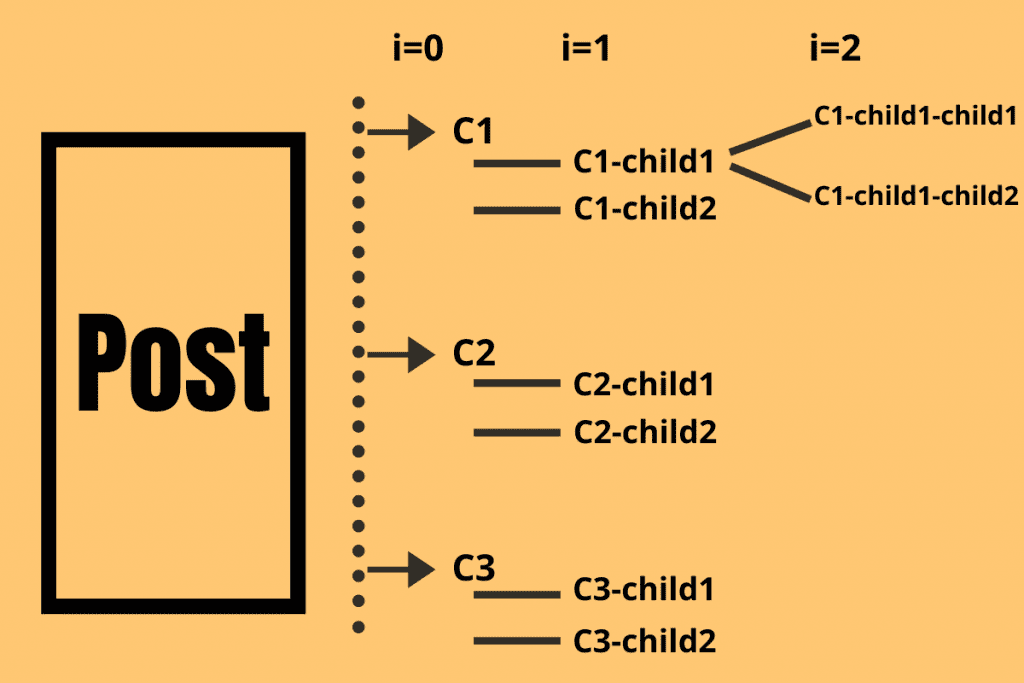 i=0 i=1 i=2
C1
C1-child1
C1-child2
C1-child1-child1
C1-child1-child2
Post
C2
C2-child1
C2-child2
C3
C3-child1
C3-child2